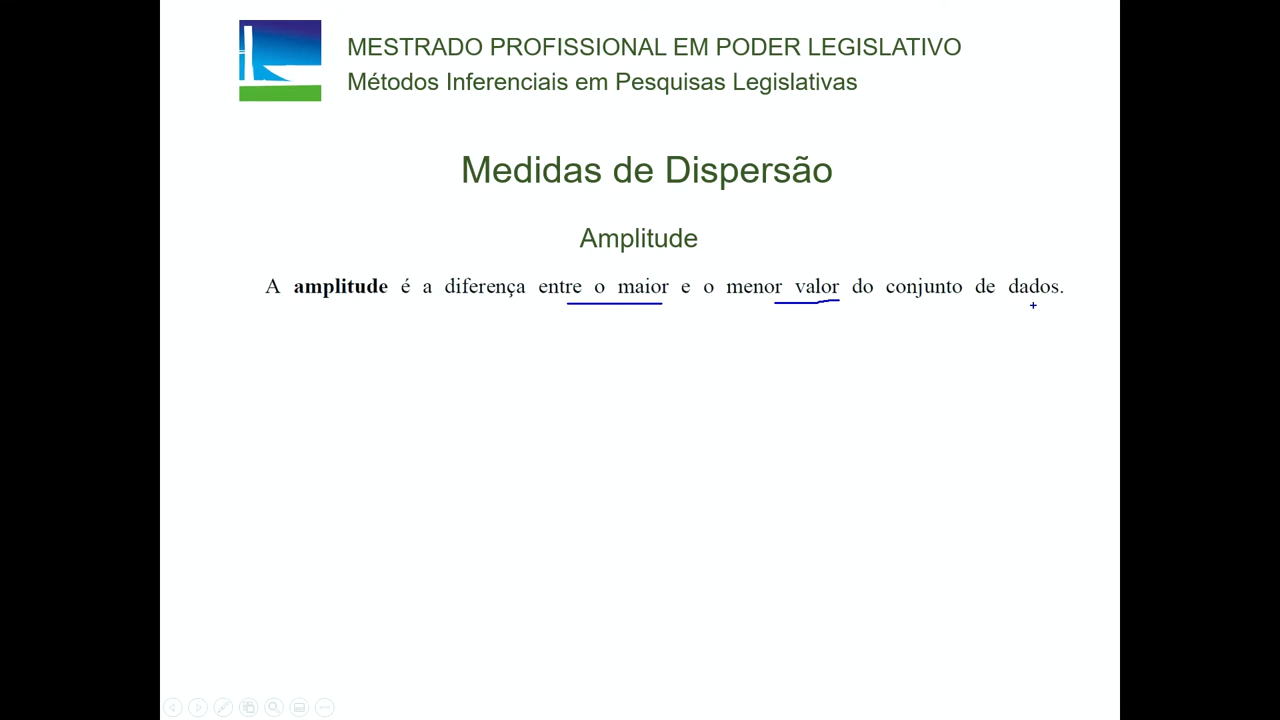 MESTRADO PROFISSIONAL EM PODER LEGISLATIVO
Métodos Inferenciais em Pesquisas Legislativas
Medidas de Dispersão
Amplitude
A amplitude é a diferença entre o maior e o menor valor do conjunto de dados.